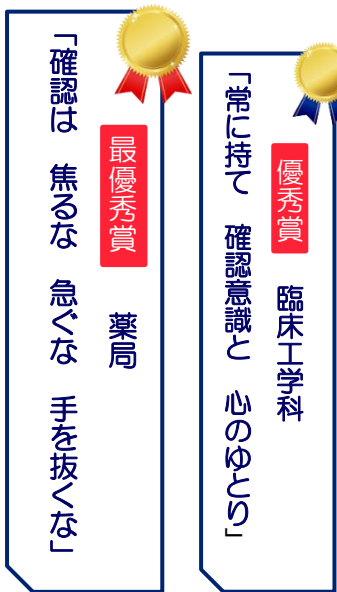 優秀賞　臨床工学科
「常に持て　確認意識と　心のゆとり」
最優秀賞　薬局
「確認は　焦るな　急ぐな　手を抜くな」